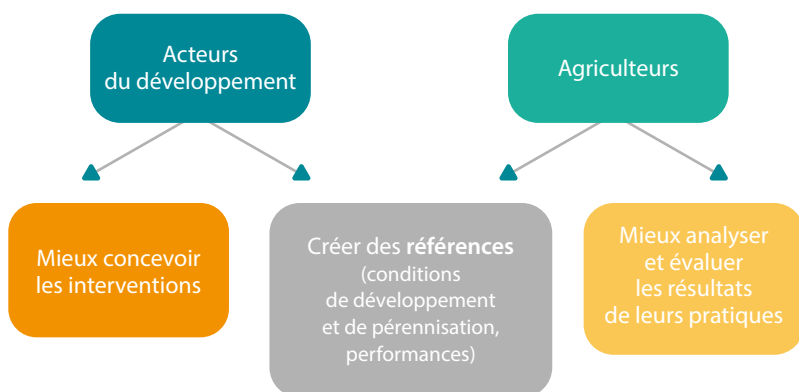 Acteurs
du développement
Agriculteurs
Mieux concevoir
les interventions
Créer des références
(conditions
de développement
et de pérennisation,
performances)
Mieux analyser
et évaluer
les résultats
de leurs pratiques